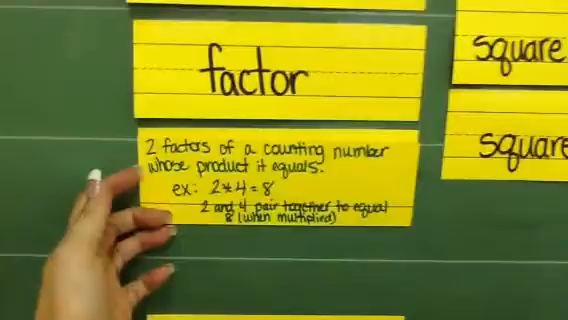 factor
2 factors of a counting number
whose product it equals.
ex: 2*4=8
2 and 4 pair together to equal
8 (when multiplied)
square
square